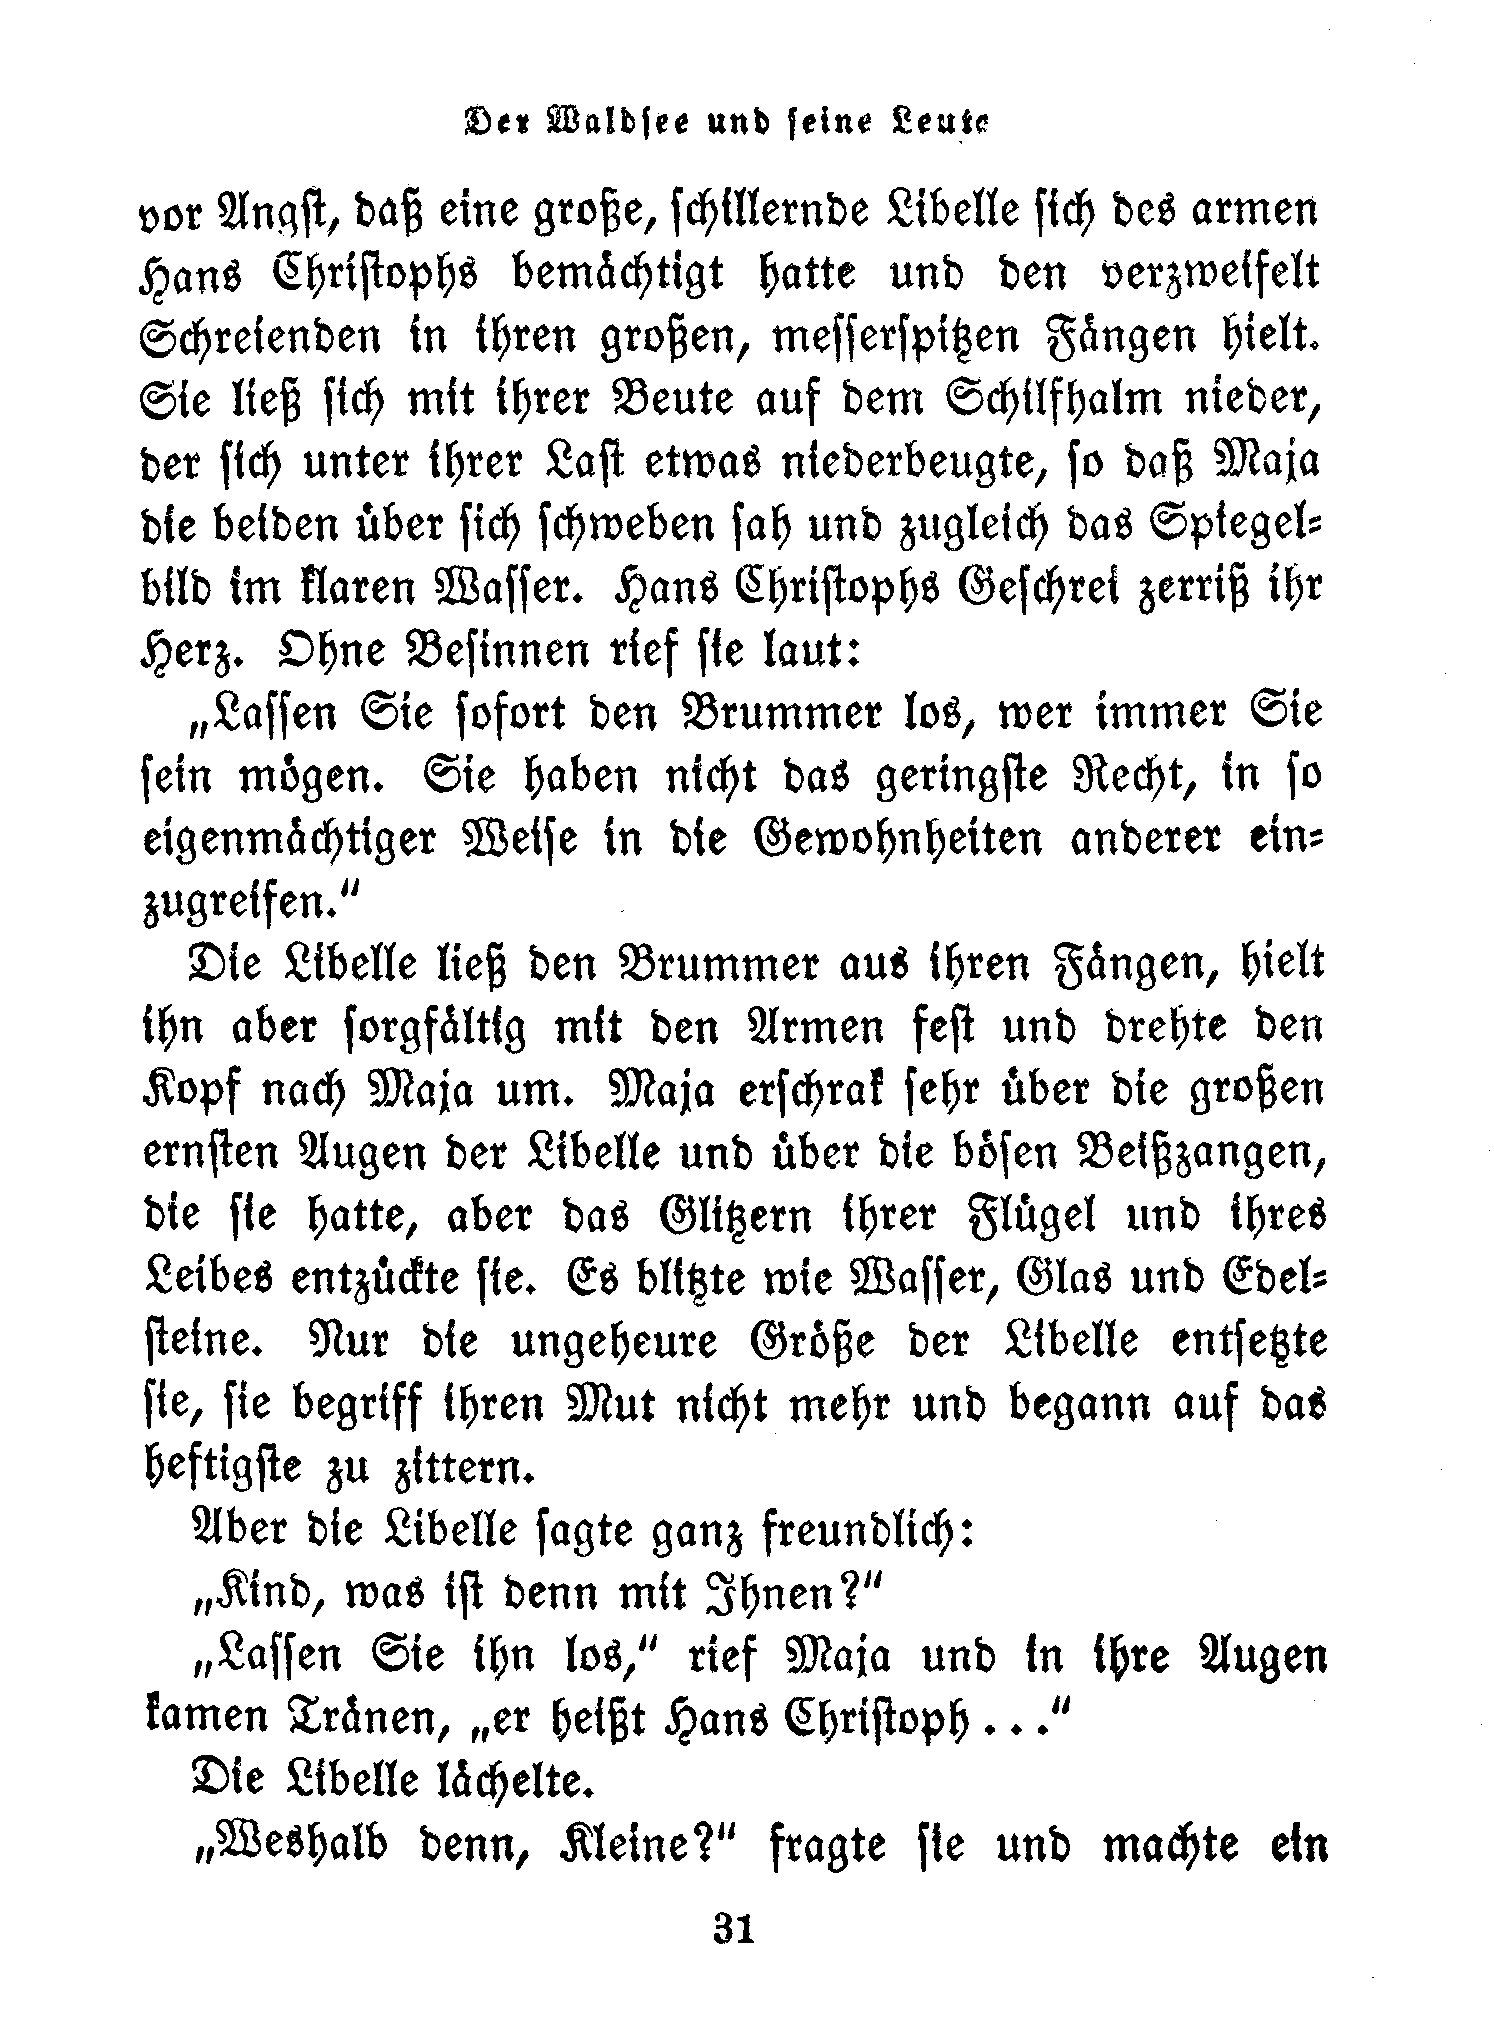 Der Waldsee und seine Leute
vor Angst, daß eine große, schillernde Libelle sich des armen
Hans Christophs bemächtigt hatte und den verzweifelt
Schreienden in ihren großen, messerspitzen Fängen hielt.
Sie ließ sich mit ihrer Beute auf dem Schilfhalm nieder,
der sich unter ihrer Last etwas niederbeugte, so daß Maja
die beiden über sich schweben sah und zugleich das Spiegel-
bild im klaren Wasser. Hans Christophs Geschrei zerriß ihr
Herz. Ohne Besinnen rief sie laut:
„Lassen Sie sofort den Brummer los, wer immer Sie
sein mögen. Sie haben nicht das geringste Recht, in so
eigenmächtiger Weise in die Gewohnheiten anderer ein-
zugreifen.“
Die Libelle ließ den Brummer aus ihren Fängen, hielt
ihn aber sorgfältig mit den Armen fest und drehte den
Kopf nach Maja um. Maja erschrak sehr über die großen
ernsten Augen der Libelle und über die bösen Beißzangen,
die sie hatte, aber das Glitzern ihrer Flügel und ihres
Leibes entzückte sie. Es blitzte wie Wasser, Glas und Edel-
steine. Nur die ungeheure Größe der Libelle entsetzte
sie, sie begriff ihren Mut nicht mehr und begann auf das
heftigste zu zittern.
Aber die Libelle sagte ganz freundlich:
„Kind, was ist denn mit Ihnen?“
„Lassen Sie ihn los,“ rief Maja und in ihre Augen
kamen Tränen, „er heißt Hans Christoph . . .“
Die Libelle lächelte.
„Weshalb denn, Kleine?“ fragte sie und machte ein
31